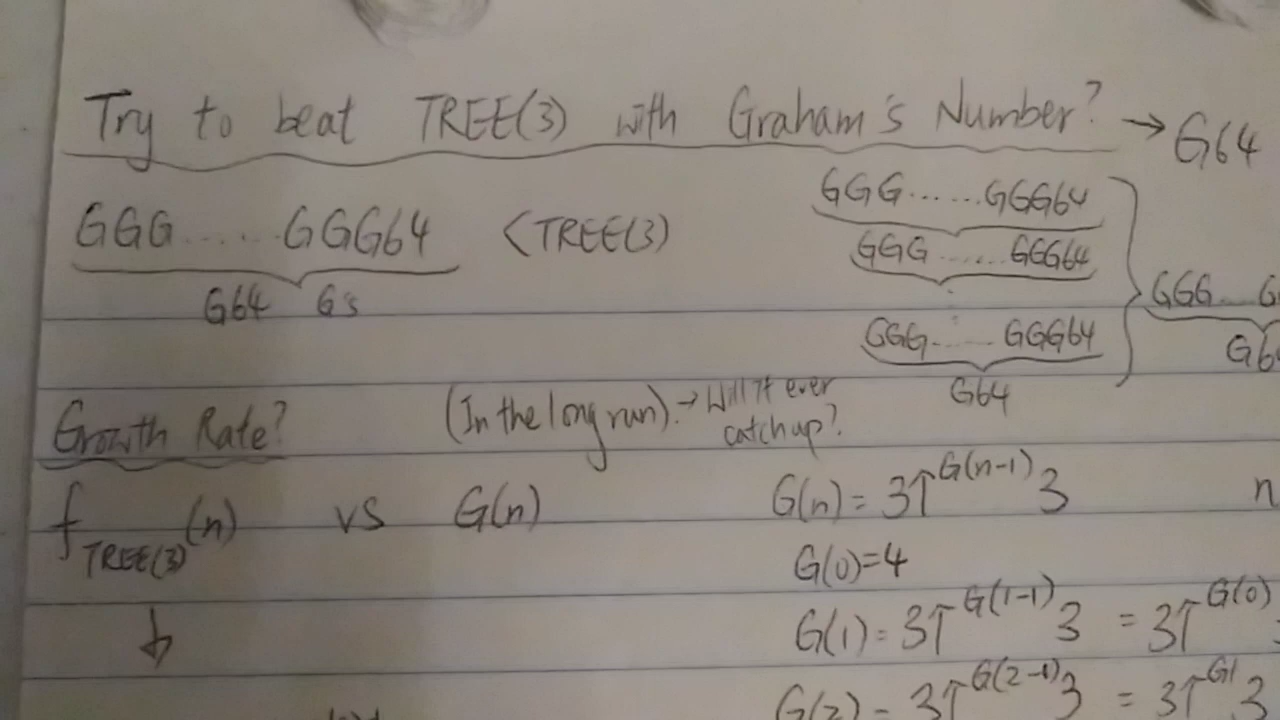 Try to beat TREE(3) with Graham's Number? → G64
GGG......GGG64 < TREE(3)
G64 G's
GGG......GGG64
GGG......GGG64
GGG......GGG64
G64
GGG....G
G6
Growth Rate? (In the long run). → Will it ever
catch up?
f_TREE(3)(n) vs G(n)
G(n) = 3↑^G(n-1) 3 n
G(0)=4
G(1) = 3↑^G(1-1) 3 = 3↑^G(0)
G(2) = 3↑^G(2-1) 3 = 3↑^G1 3